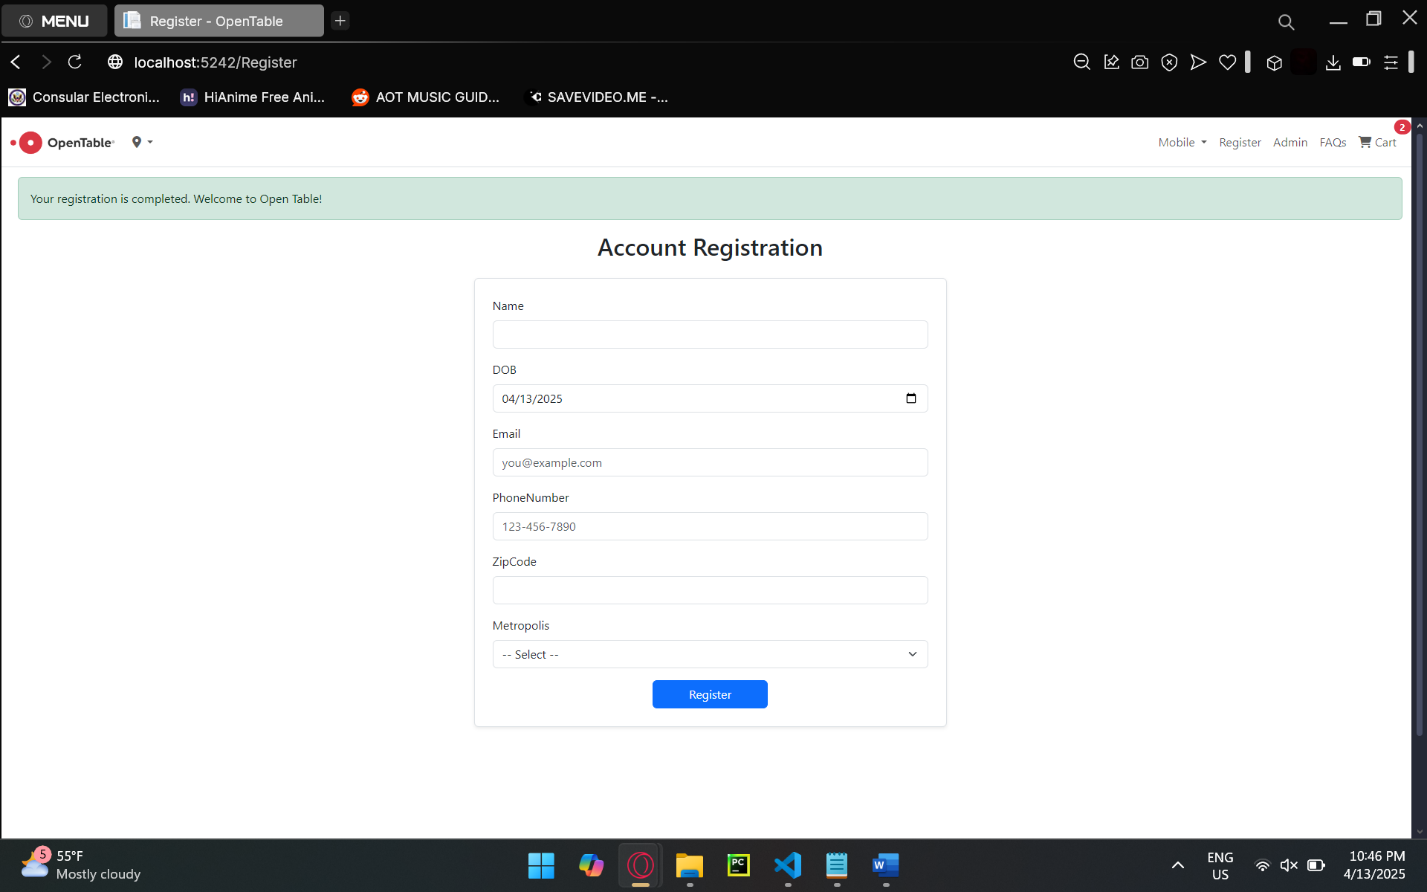 MENU
Register - OpenTable
localhost:5242/Register
Consular Electroni...
h! HiAnime Free Ani...
AOT MUSIC GUID...
SAVEVIDEO.ME -...
OpenTable
Mobile
Register
Admin
FAQs
Cart
2
Your registration is completed. Welcome to Open Table!
Account Registration
Name
DOB
04/13/2025
Email
you@example.com
PhoneNumber
123-456-7890
ZipCode
Metropolis
-- Select --
Register
5
55°F
Mostly cloudy
PC
W
ENG
US
10:46 PM
4/13/2025